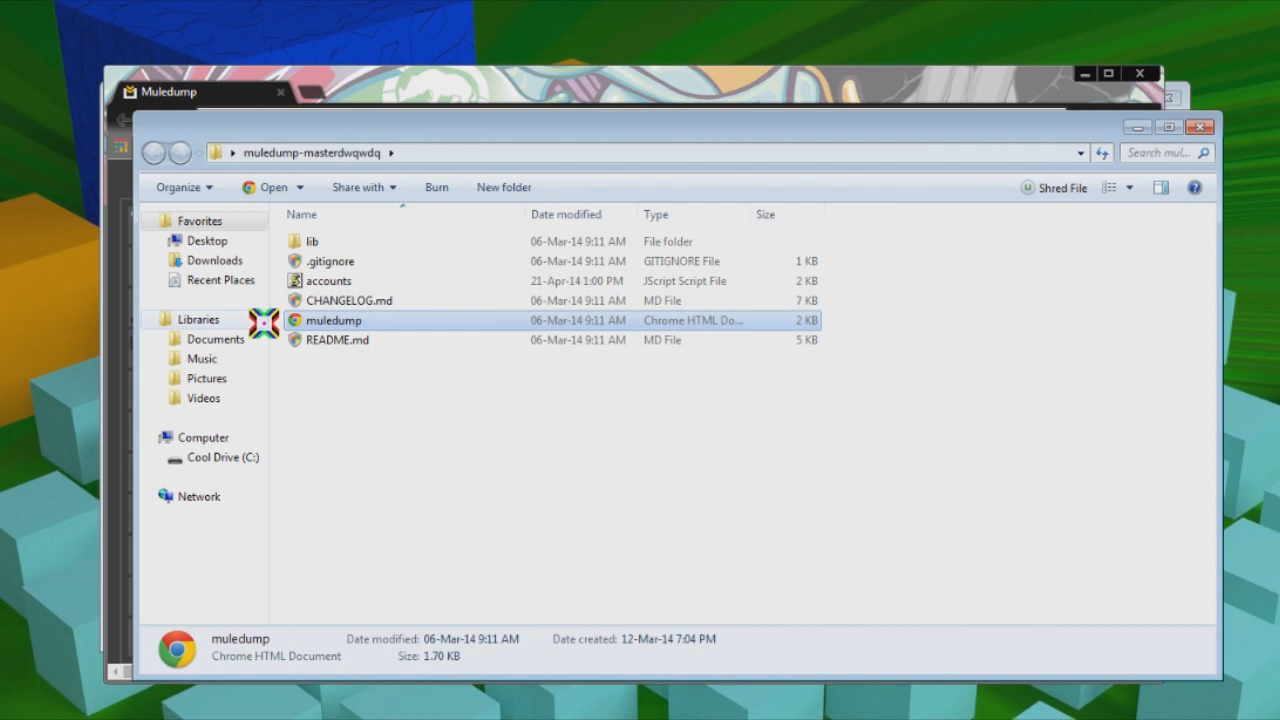 Muledump
muledump-masterdwqwdq
Search mul...
Organize Open Share with Burn New folder Shred File
Name Date modified Type Size
Favorites
Desktop
Downloads
Recent Places
Libraries
Documents
Music
Pictures
Videos
Computer
Cool Drive (C:)
Network
lib 06-Mar-14 9:11 AM File folder
.gitignore 06-Mar-14 9:11 AM GITIGNORE File 1 KB
accounts 21-Apr-14 1:00 PM JScript Script File 2 KB
CHANGELOG.md 06-Mar-14 9:11 AM MD File 7 KB
muledump 06-Mar-14 9:11 AM Chrome HTML Do... 2 KB
README.md 06-Mar-14 9:11 AM MD File 5 KB
muledump Date modified: 06-Mar-14 9:11 AM Date created: 12-Mar-14 7:04 PM
Chrome HTML Document Size: 1.70 KB